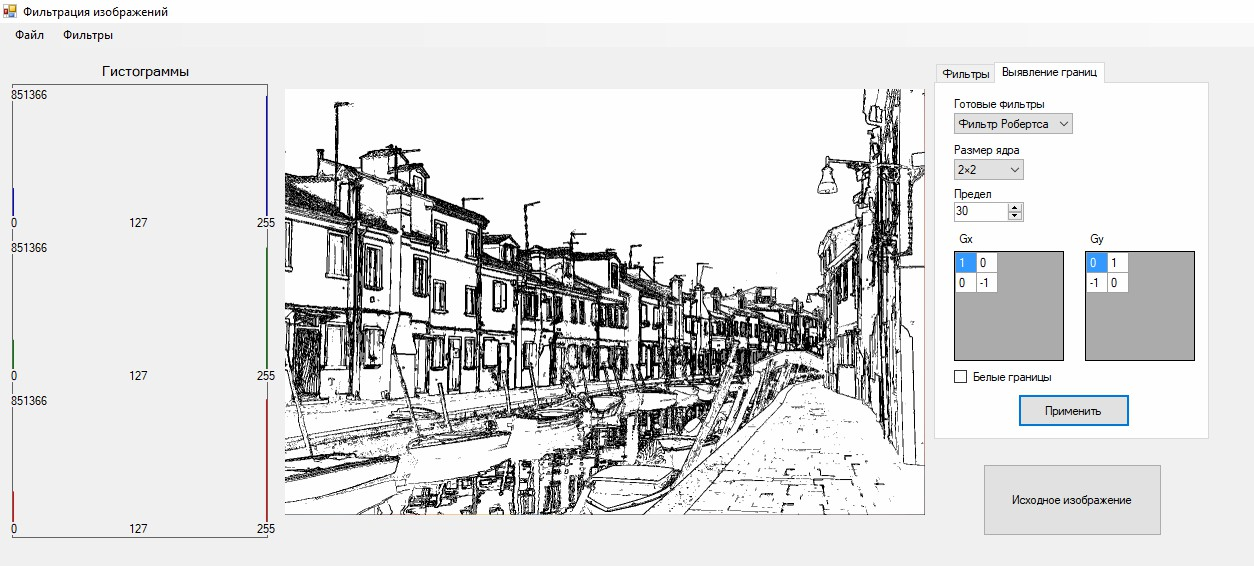 Фильтрация изображений
Файл Фильтры
Гистограммы
851366
0 127 255
851366
0 127 255
851366
0 127 255
Фильтры Выявление границ
Готовые фильтры
Фильтр Робертса
Размер ядра
2×2
Предел
30
Gx Gy
1 0 0 1
0 -1 -1 0
Белые границы
Применить
Исходное изображение